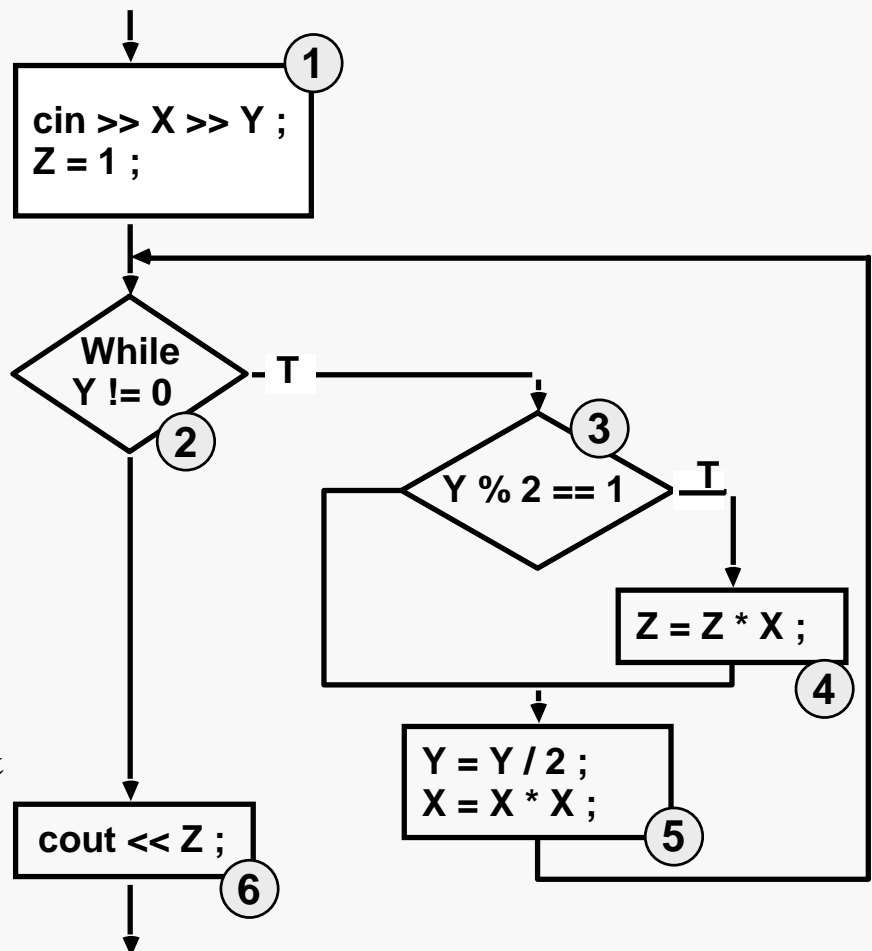 1
cin >> X >> Y ;
Z = 1 ;
While
Y != 0
T
2
3
Y % 2 == 1
T
Z = Z * X ;
4
Y = Y / 2 ;
X = X * X ;
5
cout << Z ;
6